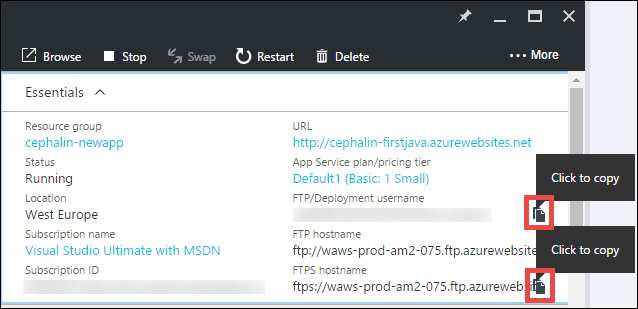 Browse Stop Swap Restart Delete More
Essentials
Resource group URL
cephalin-newapp http://cephalin-firstjava.azurewebsites.net
Status App Service plan/pricing tier
Running Default1 (Basic: 1 Small)
Click to copy
Location FTP/Deployment username
West Europe
Subscription name FTP hostname
Visual Studio Ultimate with MSDN ftp://waws-prod-am2-075.ftp.azurewebsite
Click to copy
Subscription ID FTPS hostname
ftps://waws-prod-am2-075.ftp.azurewebsit